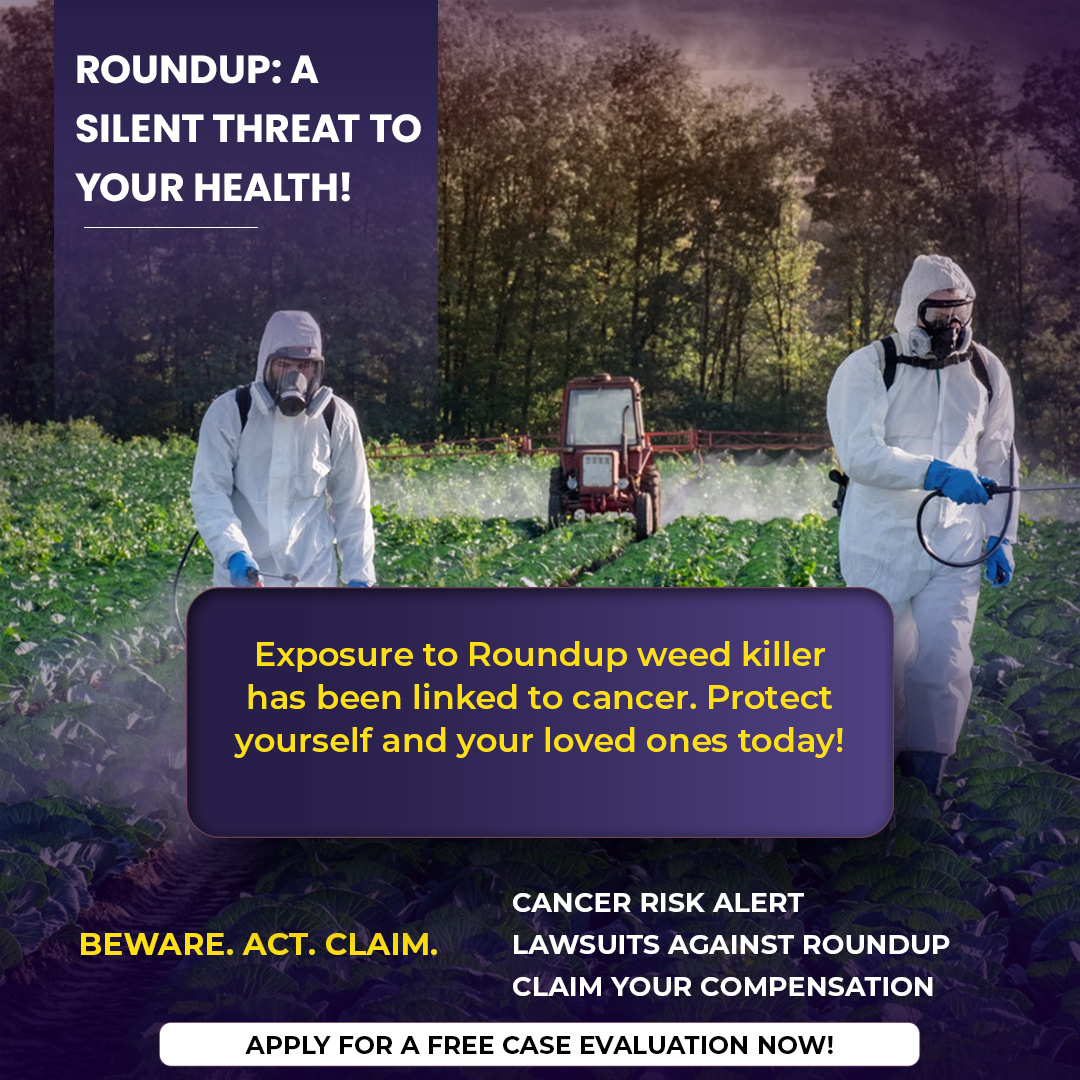 ROUNDUP: A
SILENT THREAT TO
YOUR HEALTH!
Exposure to Roundup weed killer
has been linked to cancer. Protect
yourself and your loved ones today!
BEWARE. ACT. CLAIM.
CANCER RISK ALERT
LAWSUITS AGAINST ROUNDUP
CLAIM YOUR COMPENSATION
APPLY FOR A FREE CASE EVALUATION NOW!